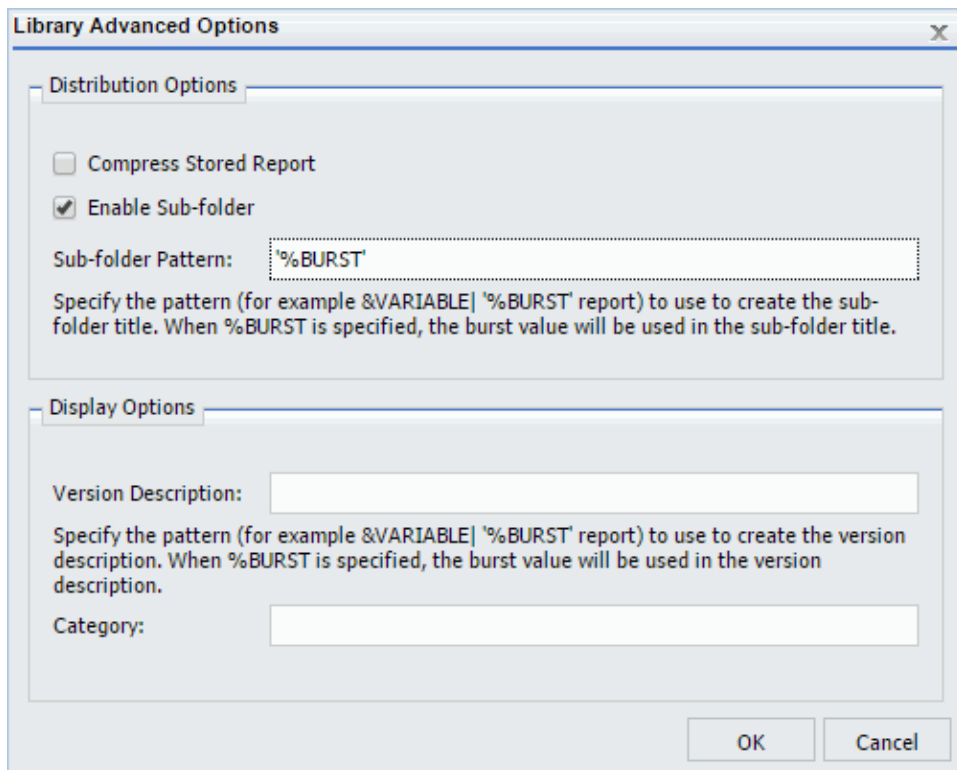 Library Advanced Options
Distribution Options
Compress Stored Report
Enable Sub-folder
Sub-folder Pattern: '%BURST'
Specify the pattern (for example &VARIABLE| '%BURST' report) to use to create the sub-
folder title. When %BURST is specified, the burst value will be used in the sub-folder title.
Display Options
Version Description:
Specify the pattern (for example &VARIABLE| '%BURST' report) to use to create the version
description. When %BURST is specified, the burst value will be used in the version
description.
Category:
OK Cancel